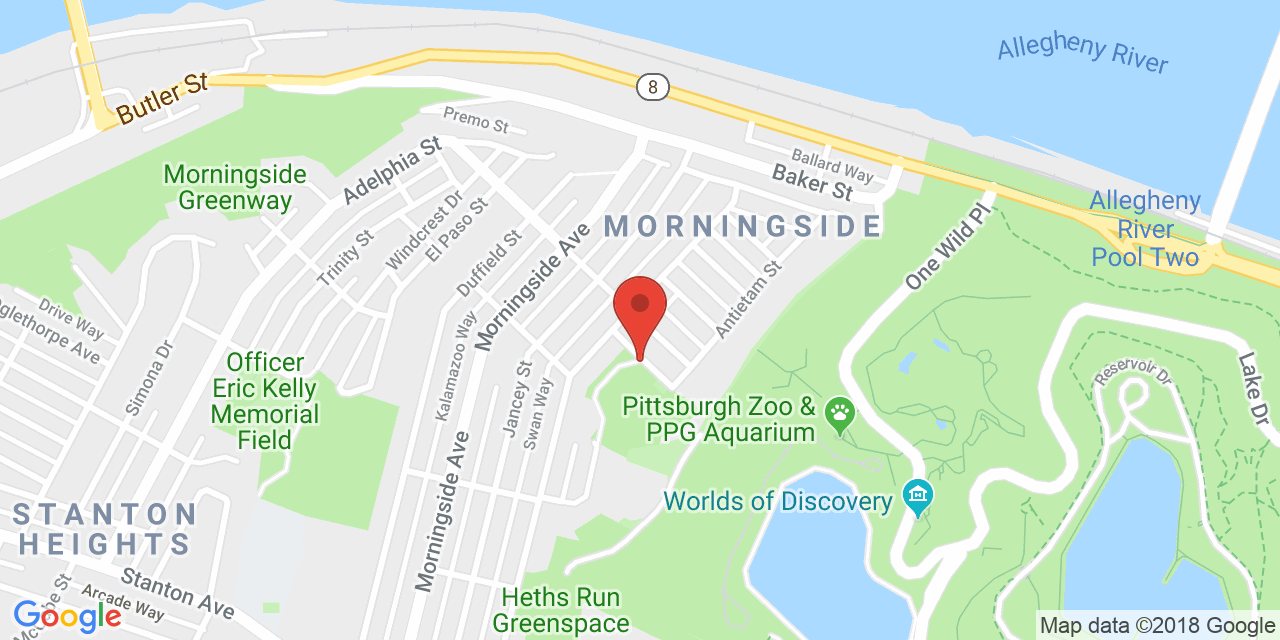 Allegheny River
Butler St
8
Premo St
Ballard Way
Baker St
Adelphia St
Morningside
Greenway
Windcrest Dr
El Paso St
Trinity St
Duffield St
Morningside Ave
MORNINGSIDE
Allegheny
River
Pool Two
One Wild Pl
Antietam St
Drive Way
glethorpe Ave
Simona Dr
Officer
Eric Kelly
Memorial
Field
Kalamazoo Way
Jancey St
Swan Way
Reservoir Dr
Lake Dr
Pittsburgh Zoo &
PPG Aquarium
Morningside Ave
Worlds of Discovery
STANTON
HEIGHTS
Stanton Ave
Arcade Way
Heths Run
Greenspace
Google
Map data ©2018 Google